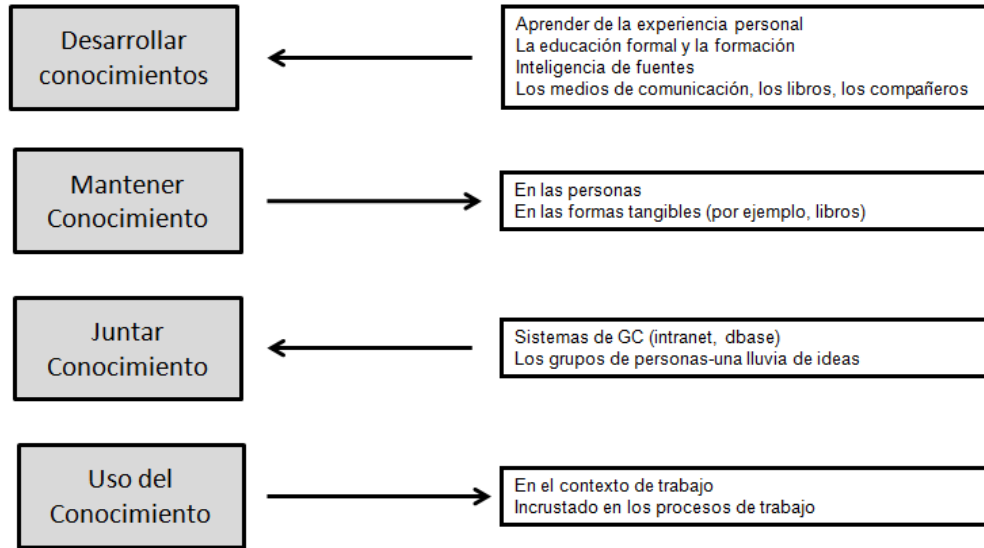 Desarrollar
conocimientos
Aprender de la experiencia personal
La educación formal y la formación
Inteligencia de fuentes
Los medios de comunicación, los libros, los compañeros
Mantener
Conocimiento
En las personas
En las formas tangibles (por ejemplo, libros)
Juntar
Conocimiento
Sistemas de GC (intranet, dbase)
Los grupos de personas-una lluvia de ideas
Uso del
Conocimiento
En el contexto de trabajo
Incrustado en los procesos de trabajo